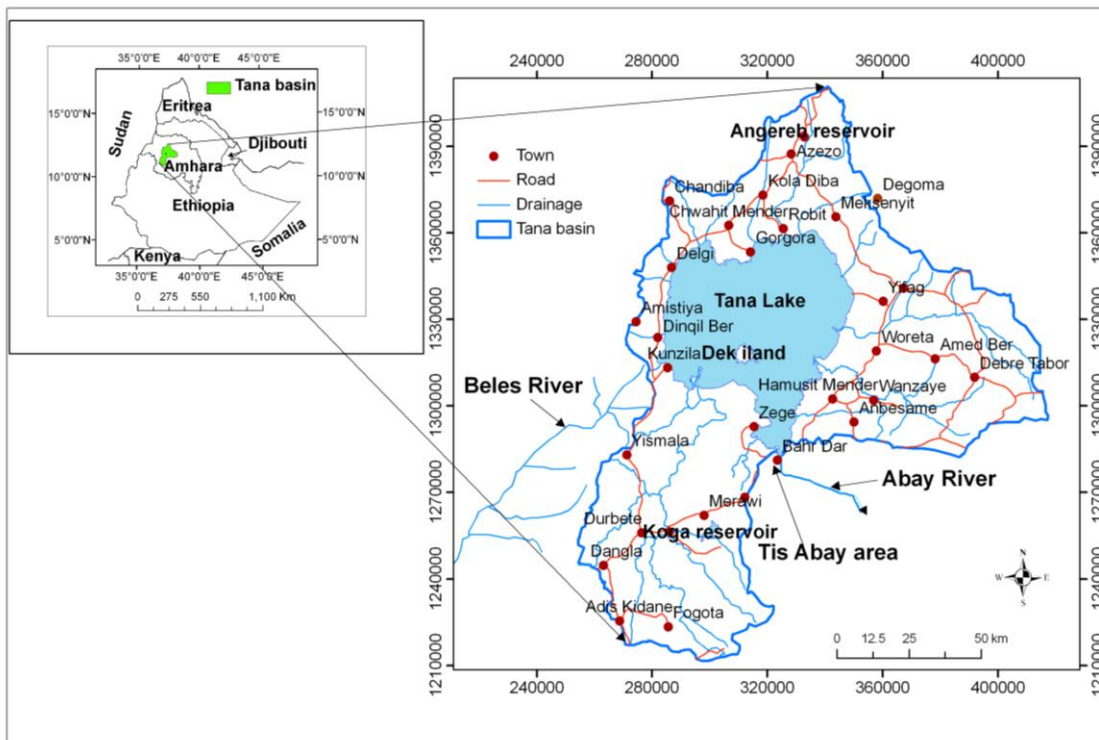 35°0'0"E 40°0'0"E 45°0'0"E
Tana basin
15°0'0"N
15°0'0"N
Eritrea
Sudan
Djibouti
Amhara
10°0'0"N
10°0'0"N
Ethiopia
5°0'0"N
5°0'0"N
Somalia
Kenya
35°0'0"E 40°0'0"E 45°0'0"E
0 275 550 1,100 Km
240000 280000 320000 360000 400000
1390000
1360000
1330000
1300000
1270000
1240000
1210000
Town
Road
Drainage
Tana basin
Angereb reservoir
Azezo
Kola Diba
Degoma
Chandiba
Chwahit Mender
Robit
Meksenyit
Gorgora
Delgi
Yifag
Tana Lake
Amistiya
Dinqil Ber
Woreta
Amed Ber
Dek iland
Kunzila
Debre Tabor
Hamusit Mender
Wanzaye
Beles River
Zege
Anbesame
Yismala
Bahr Dar
Abay River
Merawi
Durbete
Koga reservoir
Tis Abay area
Dangla
Adis Kidane
Fogota
N
W E
S
0 12.5 25 50 km
1390000
1360000
1330000
1300000
1270000
1240000
1210000
240000 280000 320000 360000 400000